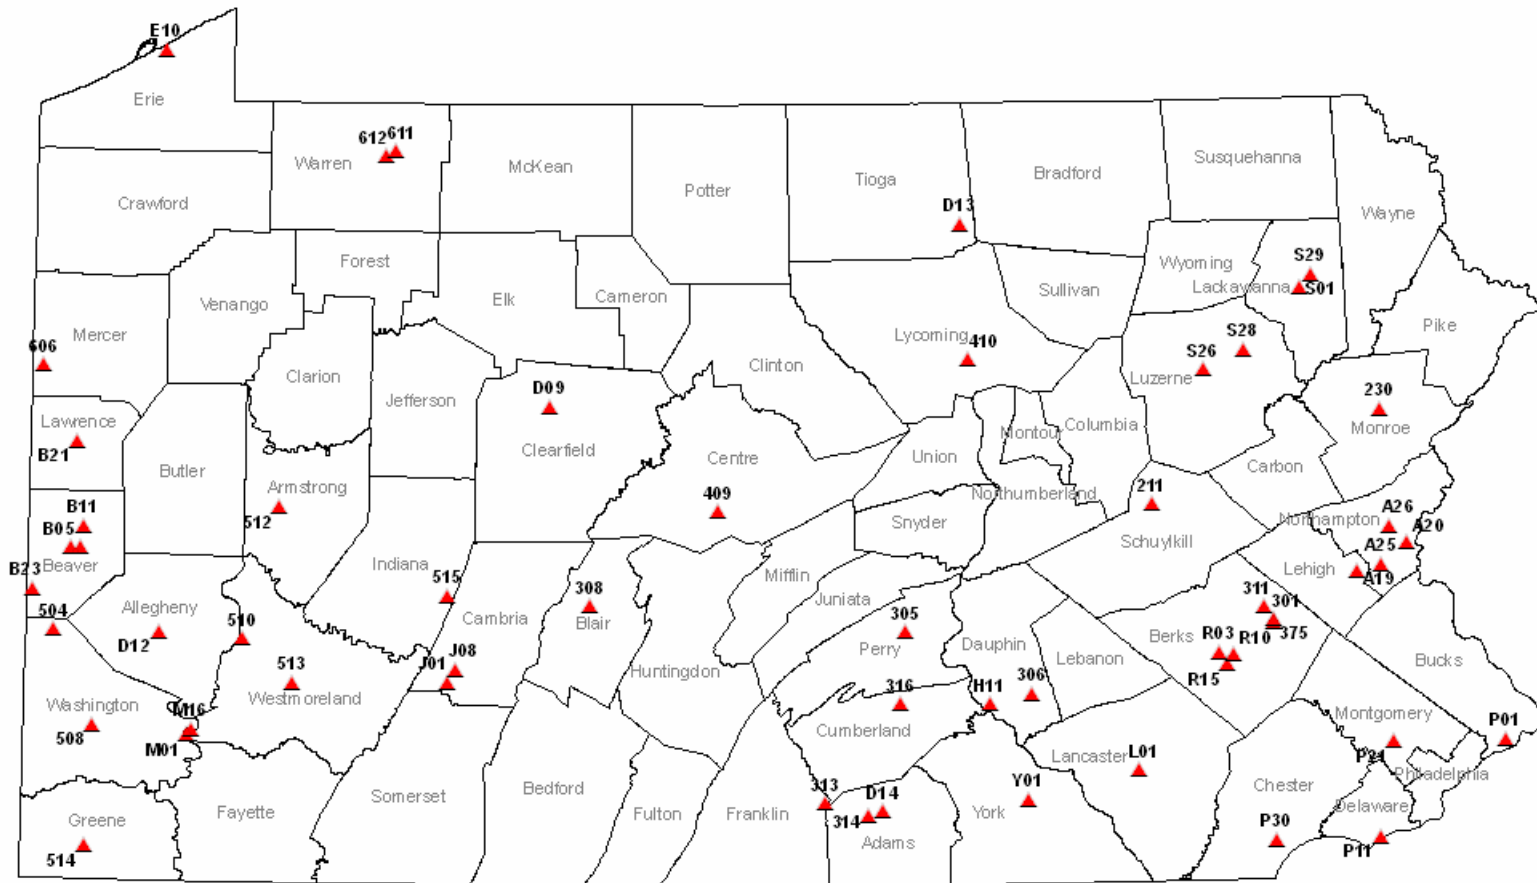 E10
Erie
612
611
Warren
McKean
Potter
Tioga
Bradford
Susquehanna
Crawford
D13
Wayne
Forest
Venango
Elk
Cameron
Sullivan
Wyoming
S29
Lackawanna
S01
Mercer
606
Lycoming
410
Pike
S28
S26
Clarion
Clinton
Luzerne
Jefferson
D09
230
Lawrence
B21
Monroe
Columbia
Montour
Clearfield
Centre
Union
Butler
Carbon
Armstrong
512
409
Northumberland
211
Snyder
Northampton
A26
A20
B11
B05
Schuylkill
Beaver
B23
Indiana
515
Mifflin
A25
Lehigh
A19
308
Juniata
Allegheny
504
510
D12
Cambria
Blair
305
311
301
375
Perry
Dauphin
Berks
R03
R10
R15
Lebanon
Bucks
513
Westmoreland
J01
J08
Huntingdon
316
H11
306
Washington
508
M16
M01
Cumberland
Montgomery
P01
P21
Lancaster
L01
Philadelphia
Somerset
Bedford
313
D14
314
Y01
Chester
Delaware
Greene
514
Fayette
Fulton
Franklin
Adams
York
P30
P11